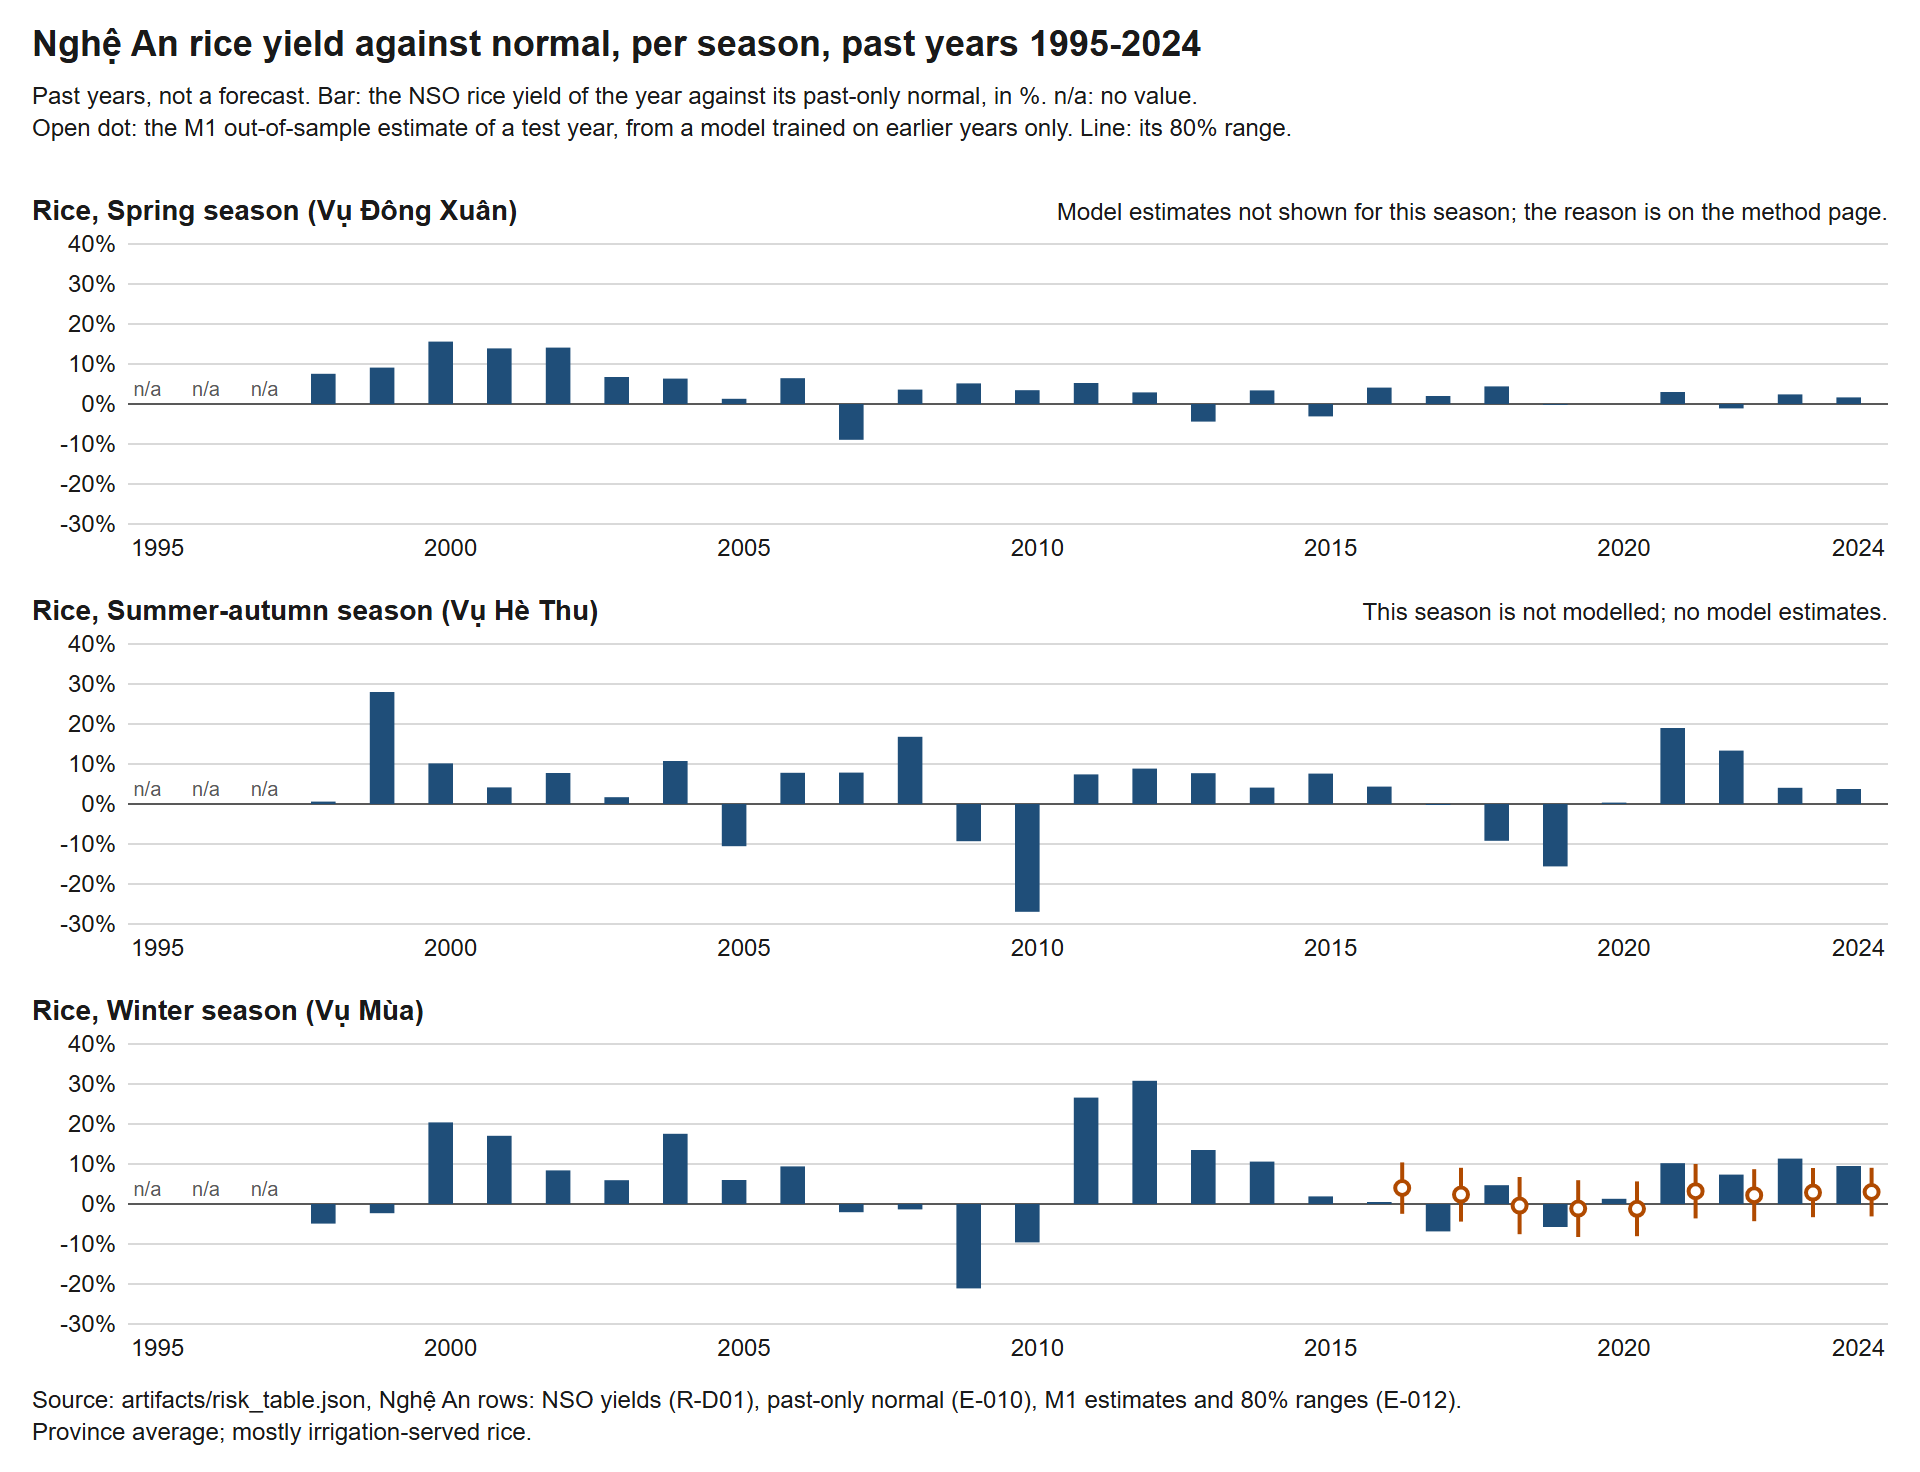 Nghệ An rice yield against normal, per season, past years 1995-2024
Past years, not a forecast. Bar: the NSO rice yield of the year against its past-only normal, in %. n/a: no value.
Open dot: the M1 out-of-sample estimate of a test year, from a model trained on earlier years only. Line: its 80% range.
Rice, Spring season (Vụ Đông Xuân)
Model estimates not shown for this season; the reason is on the method page.
40%
30%
20%
10%
n/a n/a n/a
0%
-10%
-20%
-30%
1995 2000 2005 2010 2015 2020 2024
Rice, Summer-autumn season (Vụ Hè Thu)
This season is not modelled; no model estimates.
40%
30%
20%
10%
n/a n/a n/a
0%
-10%
-20%
-30%
1995 2000 2005 2010 2015 2020 2024
Rice, Winter season (Vụ Mùa)
40%
30%
20%
10%
n/a n/a n/a
0%
-10%
-20%
-30%
1995 2000 2005 2010 2015 2020 2024
Source: artifacts/risk_table.json, Nghệ An rows: NSO yields (R-D01), past-only normal (E-010), M1 estimates and 80% ranges (E-012).
Province average; mostly irrigation-served rice.